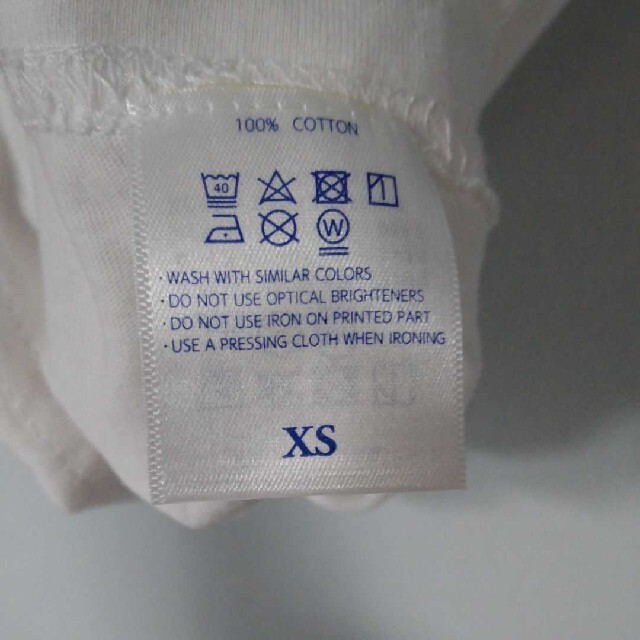 100% COTTON
40
W
· WASH WITH SIMILAR COLORS
· DO NOT USE OPTICAL BRIGHTENERS
· DO NOT USE IRON ON PRINTED PART
· USE A PRESSING CLOTH WHEN IRONING
XS